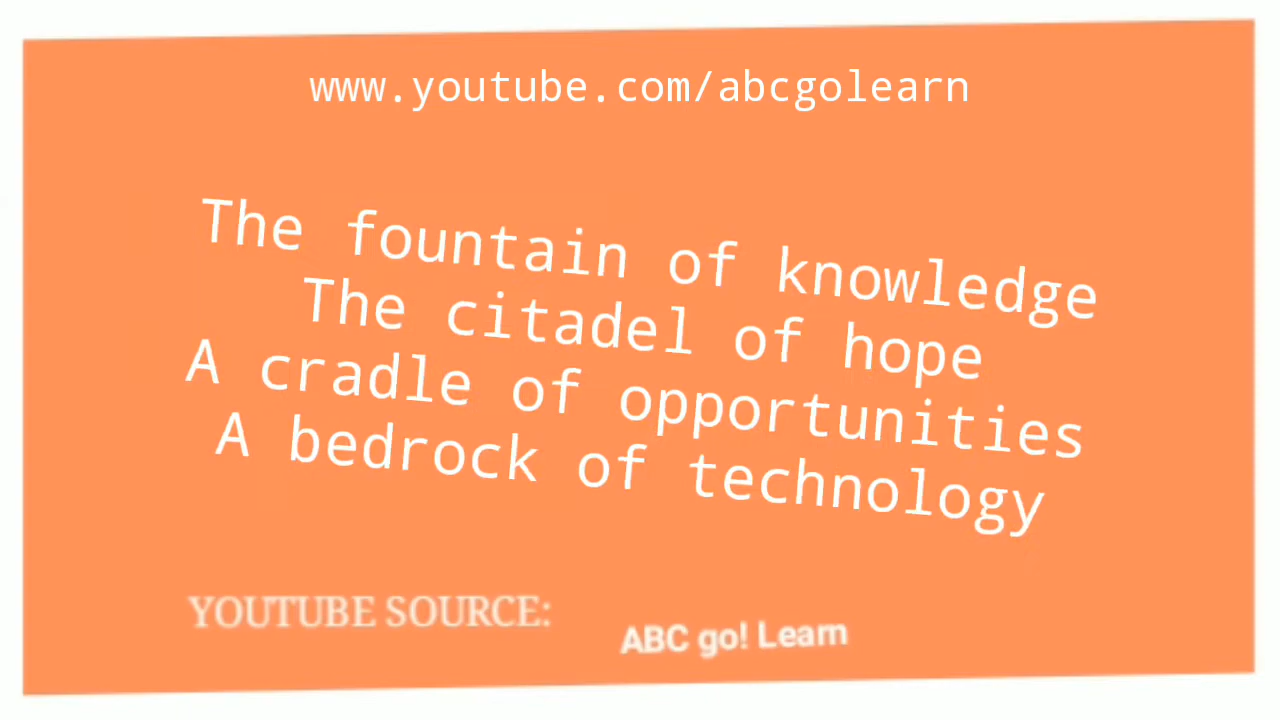 www.youtube.com/abcgolearn
The fountain of knowledge
The citadel of hope
A cradle of opportunities
A bedrock of technology
YOUTUBE SOURCE:
ABC go! Learn